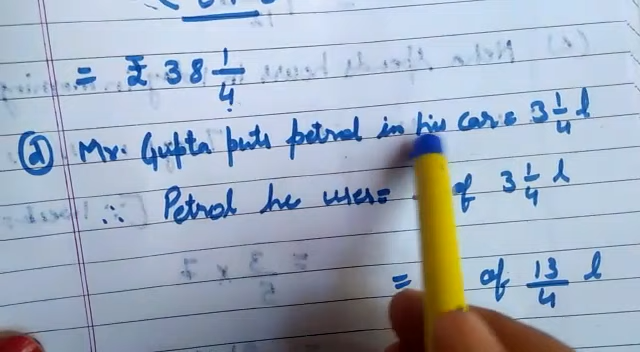 = ₹ 38 1/4
(d) Mr. Gupta puts petrol in his car = 3 1/4 l
∴ Petrol he uses = of 3 1/4 l
= of 13/4 l